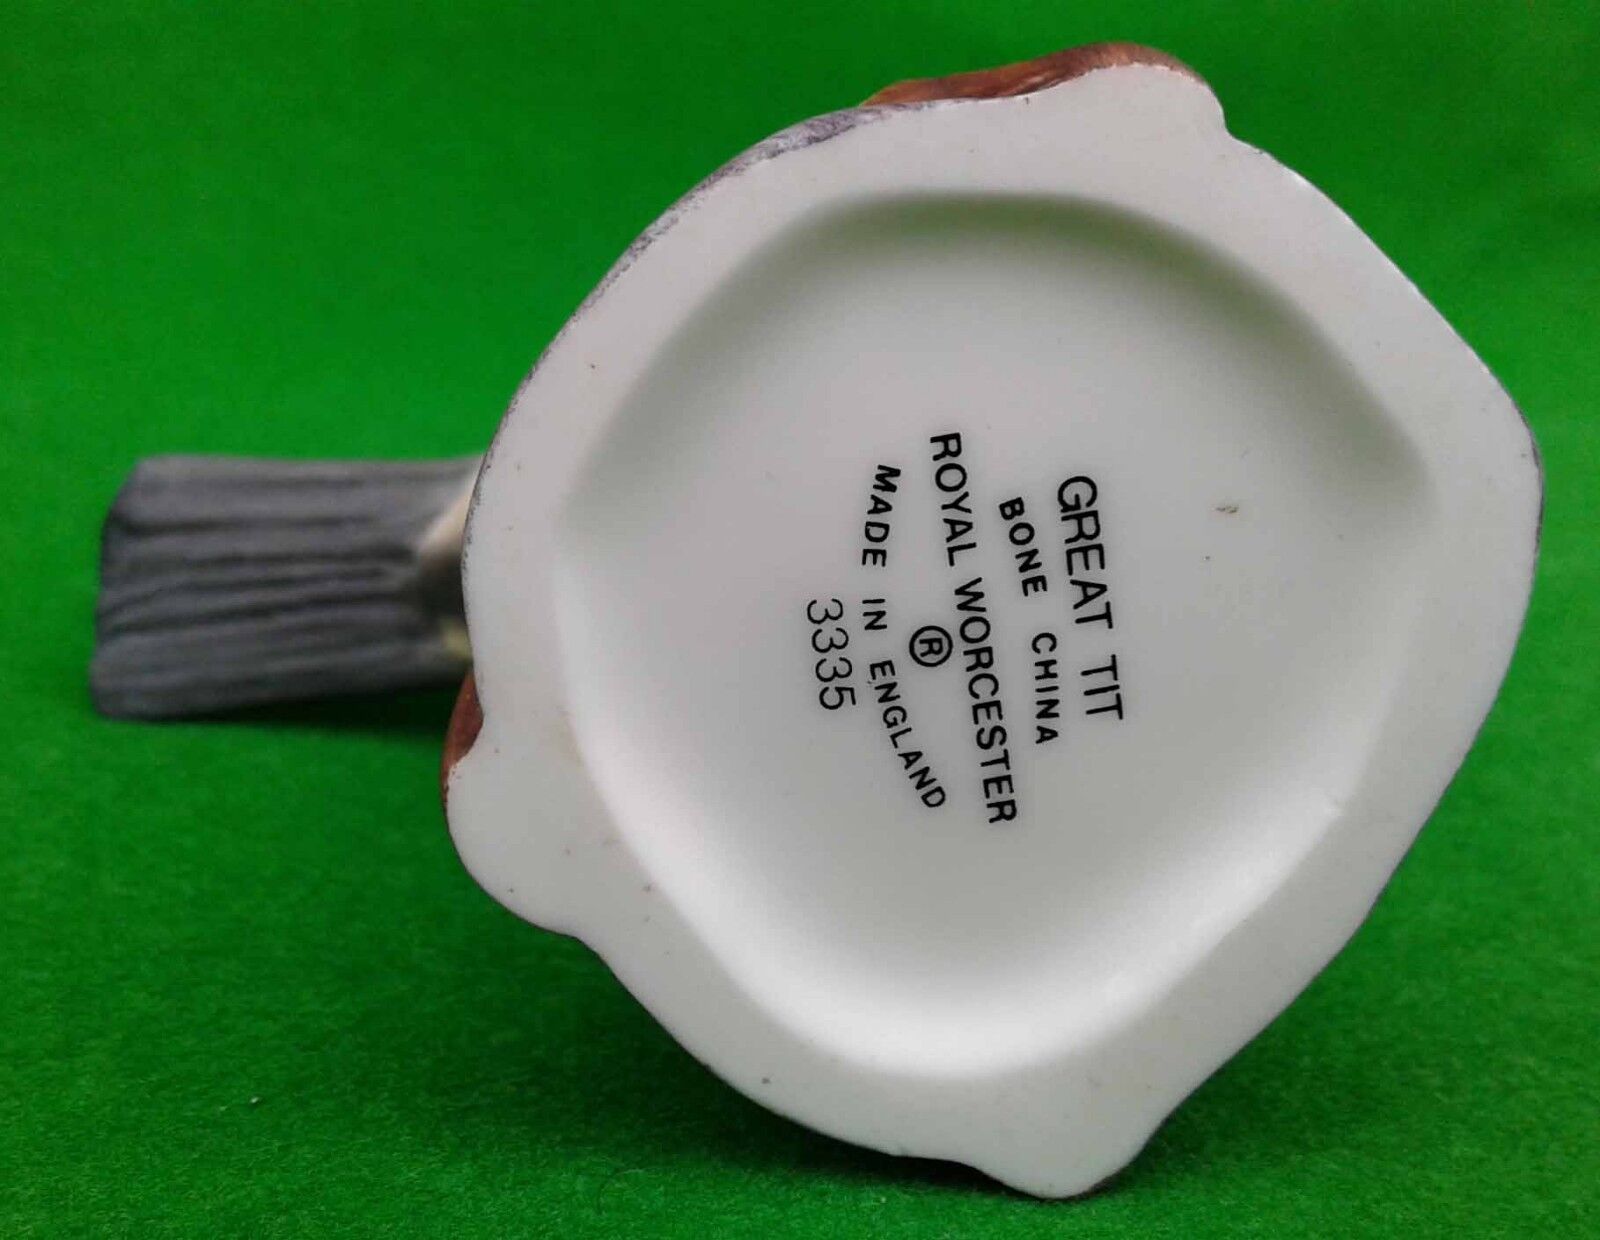 GREAT TIT
BONE CHINA
ROYAL WORCESTER
®
MADE IN ENGLAND
3335